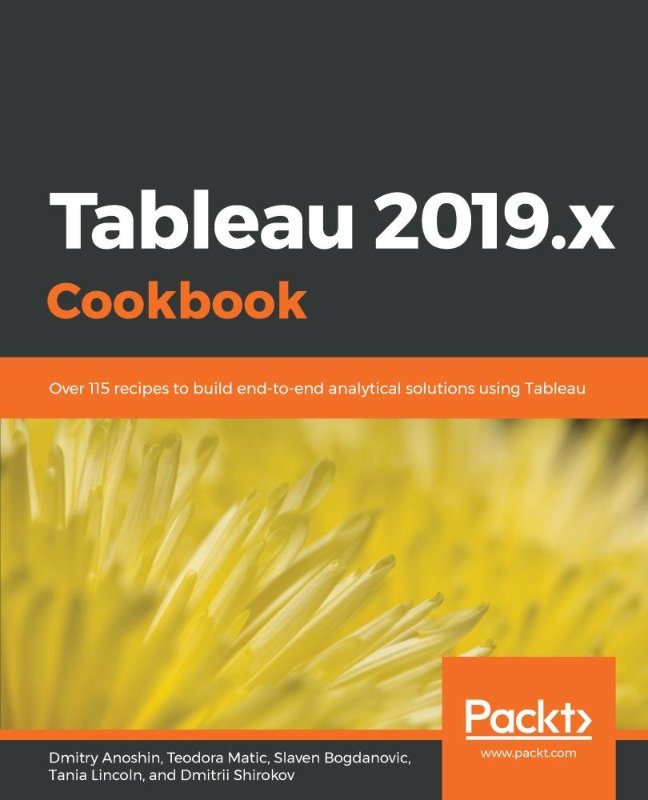 Tableau 2019.x
Cookbook
Over 115 recipes to build end-to-end analytical solutions using Tableau
Packt>
www.packt.com
Dmitry Anoshin, Teodora Matic, Slaven Bogdanovic,
Tania Lincoln, and Dmitrii Shirokov